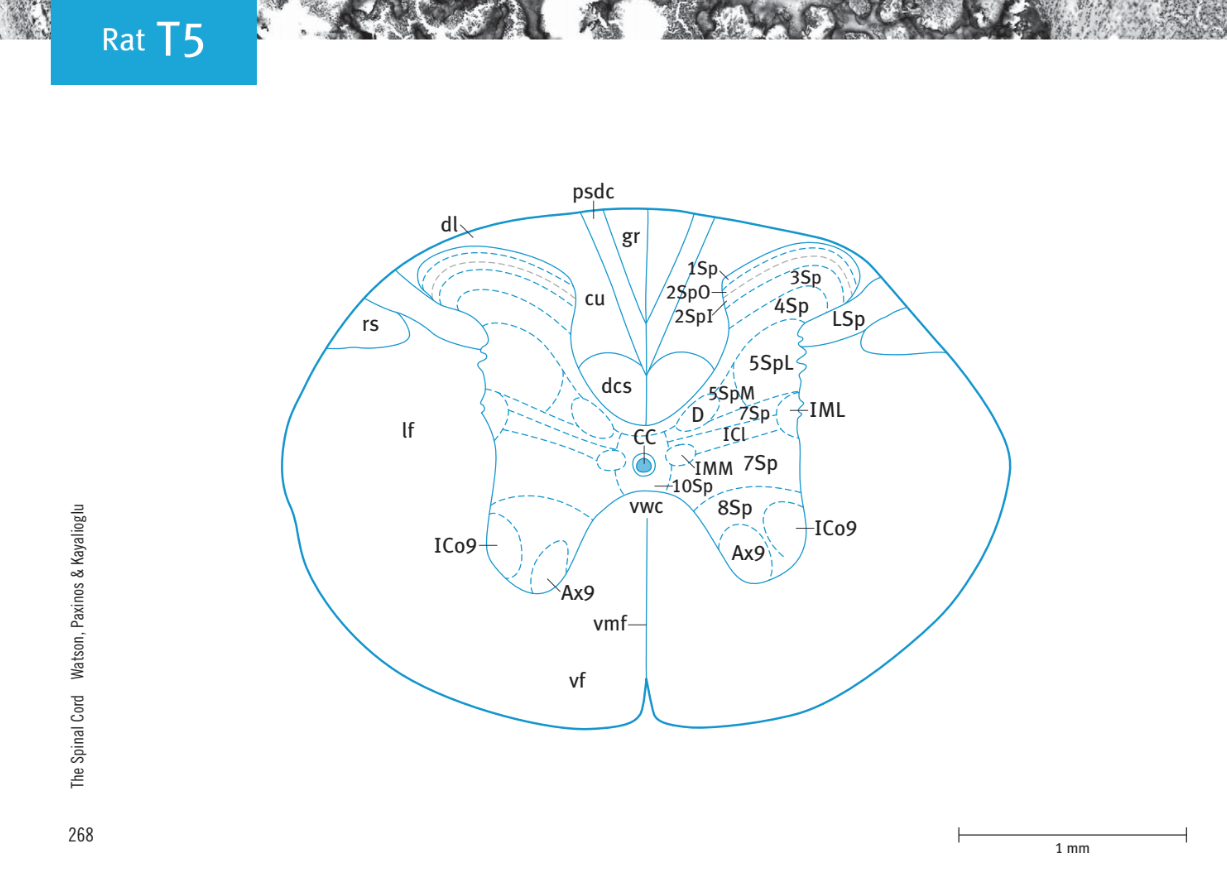 Rat T5
psdc
dl
gr
1Sp
3Sp
2SpO
cu
4Sp
2SpI
LSp
rs
5SpL
dcs
5SpM
D
7Sp
IML
lf
CC
ICl
IMM
7Sp
10Sp
vwc
8Sp
ICo9
ICo9
Ax9
Ax9
vmf
vf
The Spinal Cord Watson, Paxinos & Kayalioglu
268
1 mm